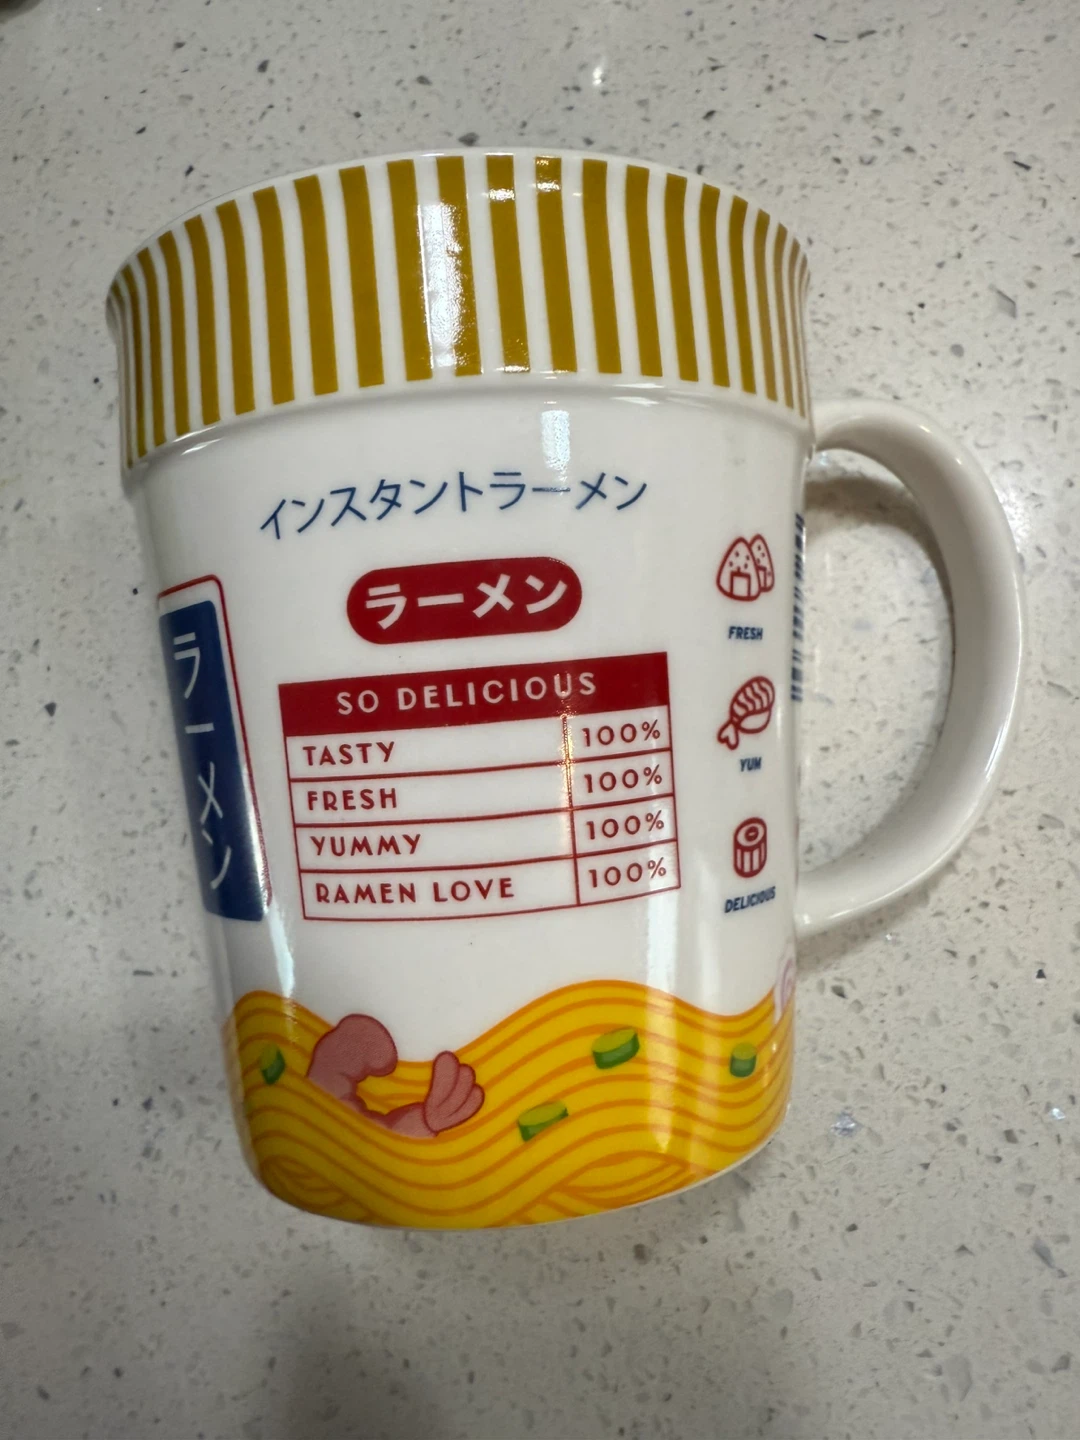 インスタントラーメン
ラーメン
ラーメン
SO DELICIOUS
TASTY 100%
FRESH 100%
YUMMY 100%
RAMEN LOVE 100%
FRESH
YUM
DELICIOUS